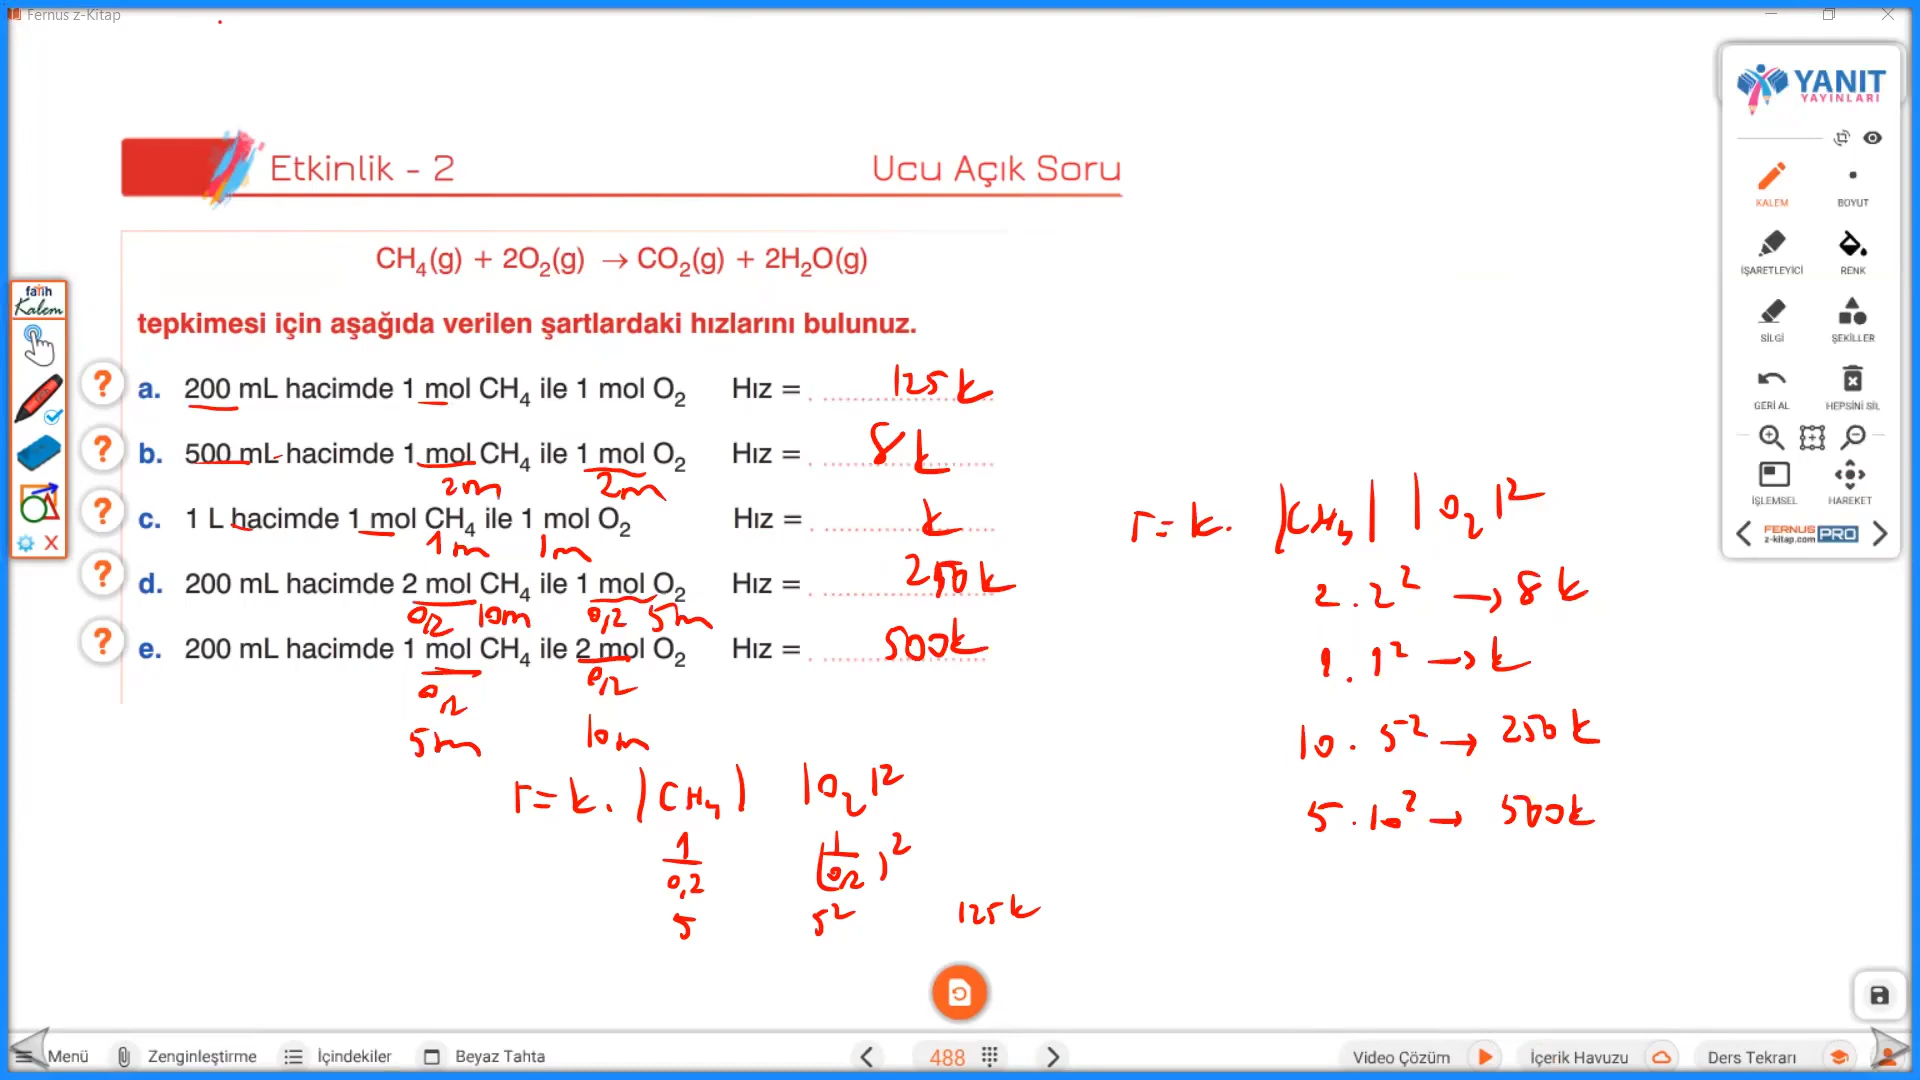 Fernus z-Kitap
YANIT
YAYINLARI
Etkinlik - 2
Ucu Açık Soru
CH₄(g) + 2O₂(g) → CO₂(g) + 2H₂O(g)
tepkimesi için aşağıda verilen şartlardaki hızlarını bulunuz.
? a. 200 mL hacimde 1 mol CH₄ ile 1 mol O₂ Hız = 125k
? b. 500 mL hacimde 1 mol CH₄ ile 1 mol O₂ Hız = 8k
2m 2m
? c. 1 L hacimde 1 mol CH₄ ile 1 mol O₂ Hız = k
1m 1m
? d. 200 mL hacimde 2 mol CH₄ ile 1 mol O₂ Hız = 250k
0,2 10m 0,2 5m
? e. 200 mL hacimde 1 mol CH₄ ile 2 mol O₂ Hız = 500k
0,2 0,2
5m 10m
r = k. |CH₄| |O₂|²
1/0,2 (1/0,2)²
5 5² 125k
r = k. |CH₄| |O₂|²
2.2² → 8k
1.1² → k
10.5² → 250k
5.10² → 500k
fatih
Kalem
KALEM
BOYUT
İŞARETLEYİCİ
RENK
SİLGİ
ŞEKİLLER
GERİ AL
HEPSİNİ SİL
İŞLEMSEL
HAREKET
FERNUS
z-kitap.com PRO
Menü
Zenginleştirme
İçindekiler
Beyaz Tahta
488
Video Çözüm
İçerik Havuzu
Ders Tekrarı